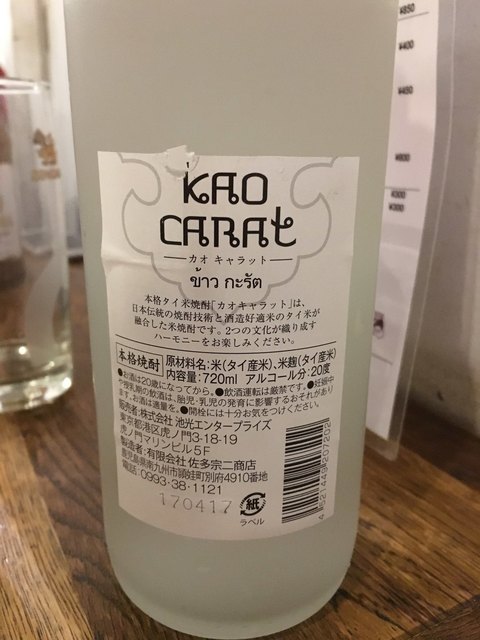 KAO
CARAt
カオ キャラット
ข้าว กะรัต
本格タイ米焼酎「カオキャラット」は、
日本伝統の焼酎技術と酒造好適米のタイ米が
融合した米焼酎です。2つの文化が織り成す
ハーモニーをお楽しみください。
本格焼酎
原材料名:米(タイ産米)、米麹(タイ産米)
内容量:720ml アルコール分:20度
●お酒は20歳になってから。●飲酒運転は厳禁です。●妊娠中
や授乳期の飲酒は、胎児・乳児の発育に影響するおそれがあり
ます。お酒は適量を。●開栓には十分お気をつけください。
販売者:株式会社 池光エンタープライズ
東京都港区虎ノ門3-18-19
虎ノ門マリンビル5F
製造者:有限会社 佐多宗二商店
鹿児島県南九州市頴娃町別府4910番地
電話:0993-38-1121
170417
紙
ラベル
¥850
¥400
¥450
¥600
¥300
¥300